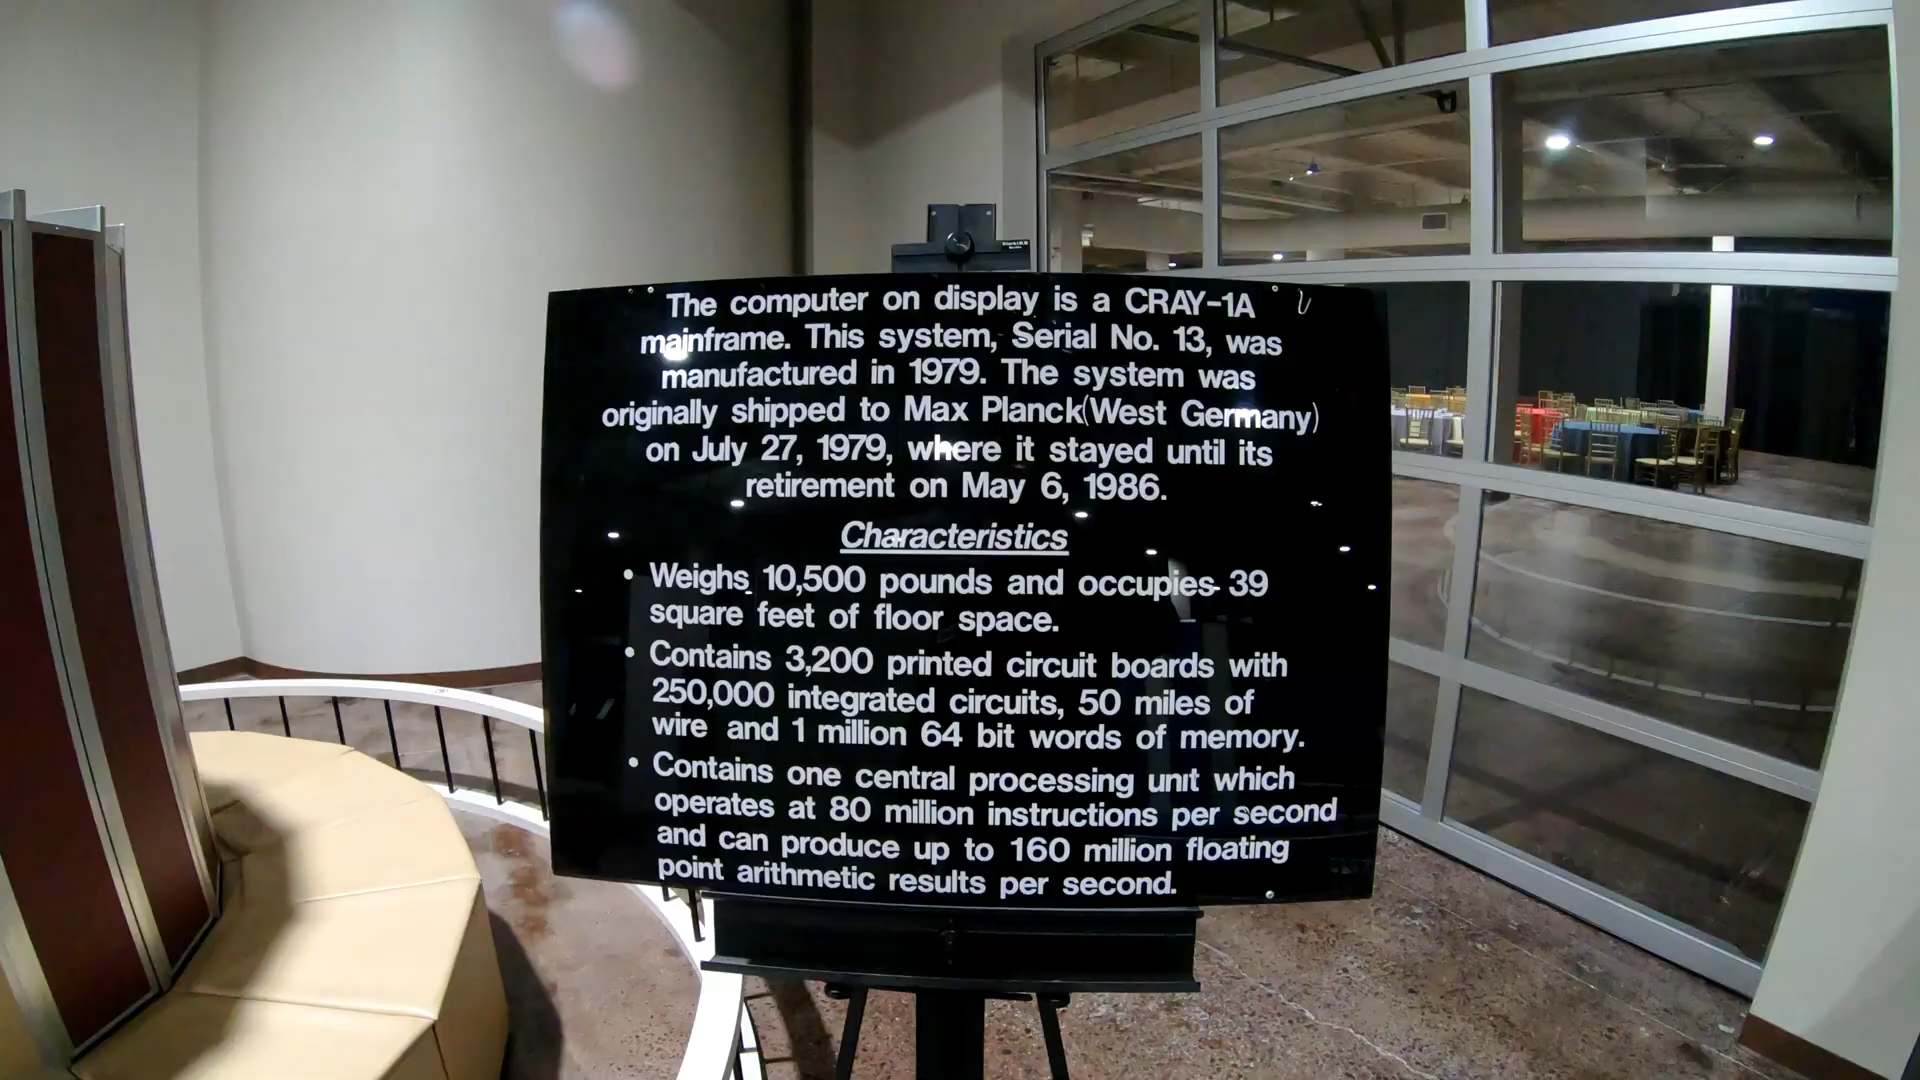 The computer on display is a CRAY-1A
mainframe. This system, Serial No. 13, was
manufactured in 1979. The system was
originally shipped to Max Planck(West Germany)
on July 27, 1979, where it stayed until its
retirement on May 6, 1986.
Characteristics
• Weighs 10,500 pounds and occupies 39
square feet of floor space.
• Contains 3,200 printed circuit boards with
250,000 integrated circuits, 50 miles of
wire and 1 million 64 bit words of memory.
• Contains one central processing unit which
operates at 80 million instructions per second
and can produce up to 160 million floating
point arithmetic results per second.